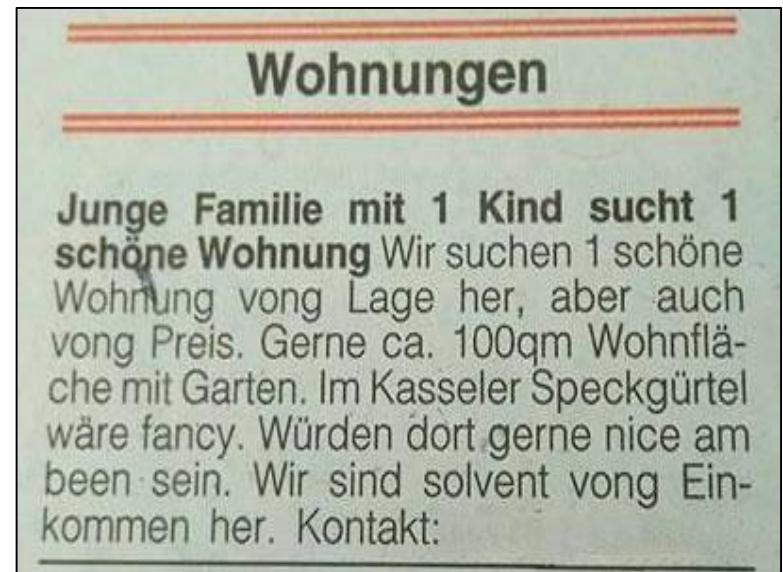 Wohnungen
Junge Familie mit 1 Kind sucht 1
schöne Wohnung Wir suchen 1 schöne
Wohnung vong Lage her, aber auch
vong Preis. Gerne ca. 100qm Wohnflä-
che mit Garten. Im Kasseler Speckgürtel
wäre fancy. Würden dort gerne nice am
been sein. Wir sind solvent vong Ein-
kommen her. Kontakt: